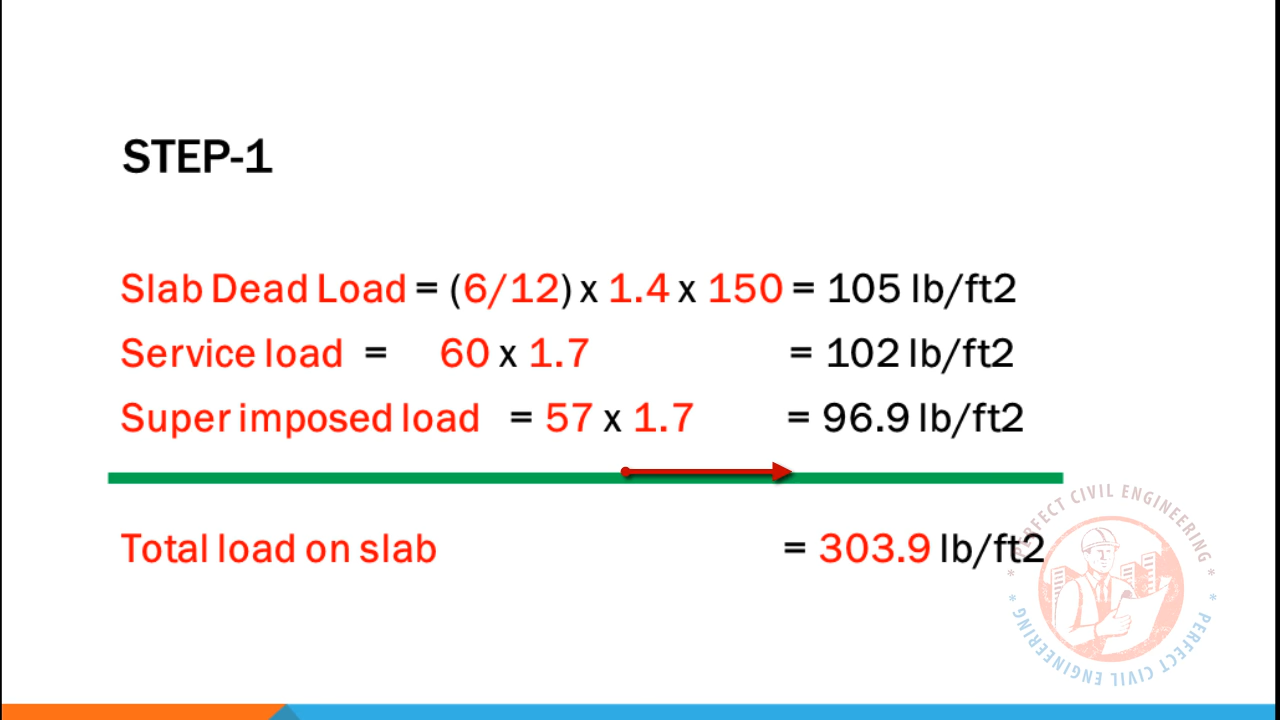 STEP-1
Slab Dead Load = (6/12) x 1.4 x 150 = 105 lb/ft2
Service load = 60 x 1.7 = 102 lb/ft2
Super imposed load = 57 x 1.7 = 96.9 lb/ft2
Total load on slab = 303.9 lb/ft2
* PERFECT CIVIL ENGINEERING *
* PERFECT CIVIL ENGINEERING *